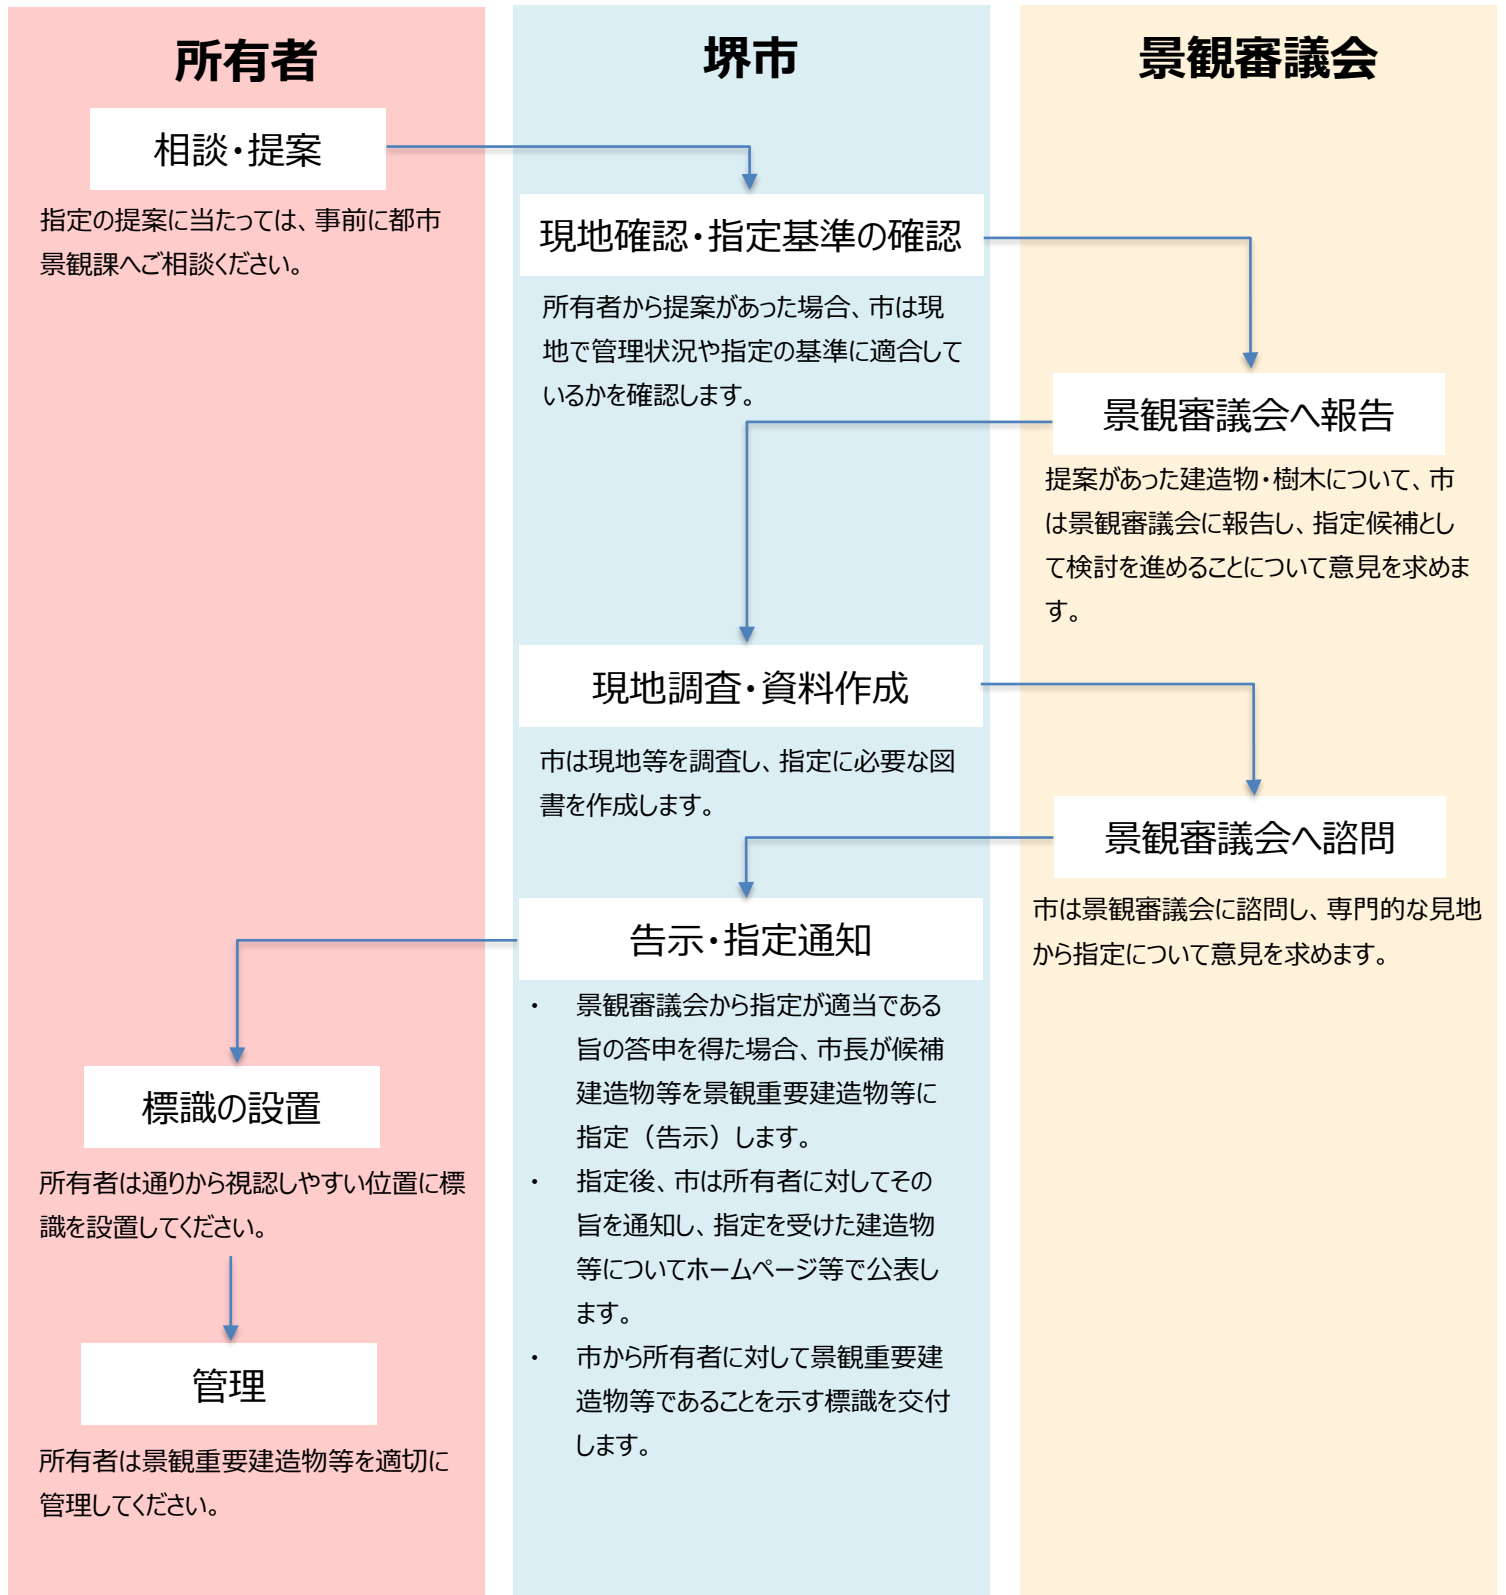 所有者
相談・提案
指定の提案に当たっては、事前に都市
景観課へご相談ください。
堺市
現地確認・指定基準の確認
所有者から提案があった場合、市は現
地で管理状況や指定の基準に適合して
いるかを確認します。
景観審議会
景観審議会へ報告
提案があった建造物・樹木について、市
は景観審議会に報告し、指定候補とし
て検討を進めることについて意見を求めま
す。
現地調査・資料作成
市は現地等を調査し、指定に必要な図
書を作成します。
景観審議会へ諮問
市は景観審議会に諮問し、専門的な見地
から指定について意見を求めます。
告示・指定通知
・ 景観審議会から指定が適当である
旨の答申を得た場合、市長が候補
建造物等を景観重要建造物等に
指定（告示）します。
・ 指定後、市は所有者に対してその
旨を通知し、指定を受けた建造物
等についてホームページ等で公表し
ます。
・ 市から所有者に対して景観重要建
造物等であることを示す標識を交付
します。
標識の設置
所有者は通りから視認しやすい位置に標
識を設置してください。
管理
所有者は景観重要建造物等を適切に
管理してください。